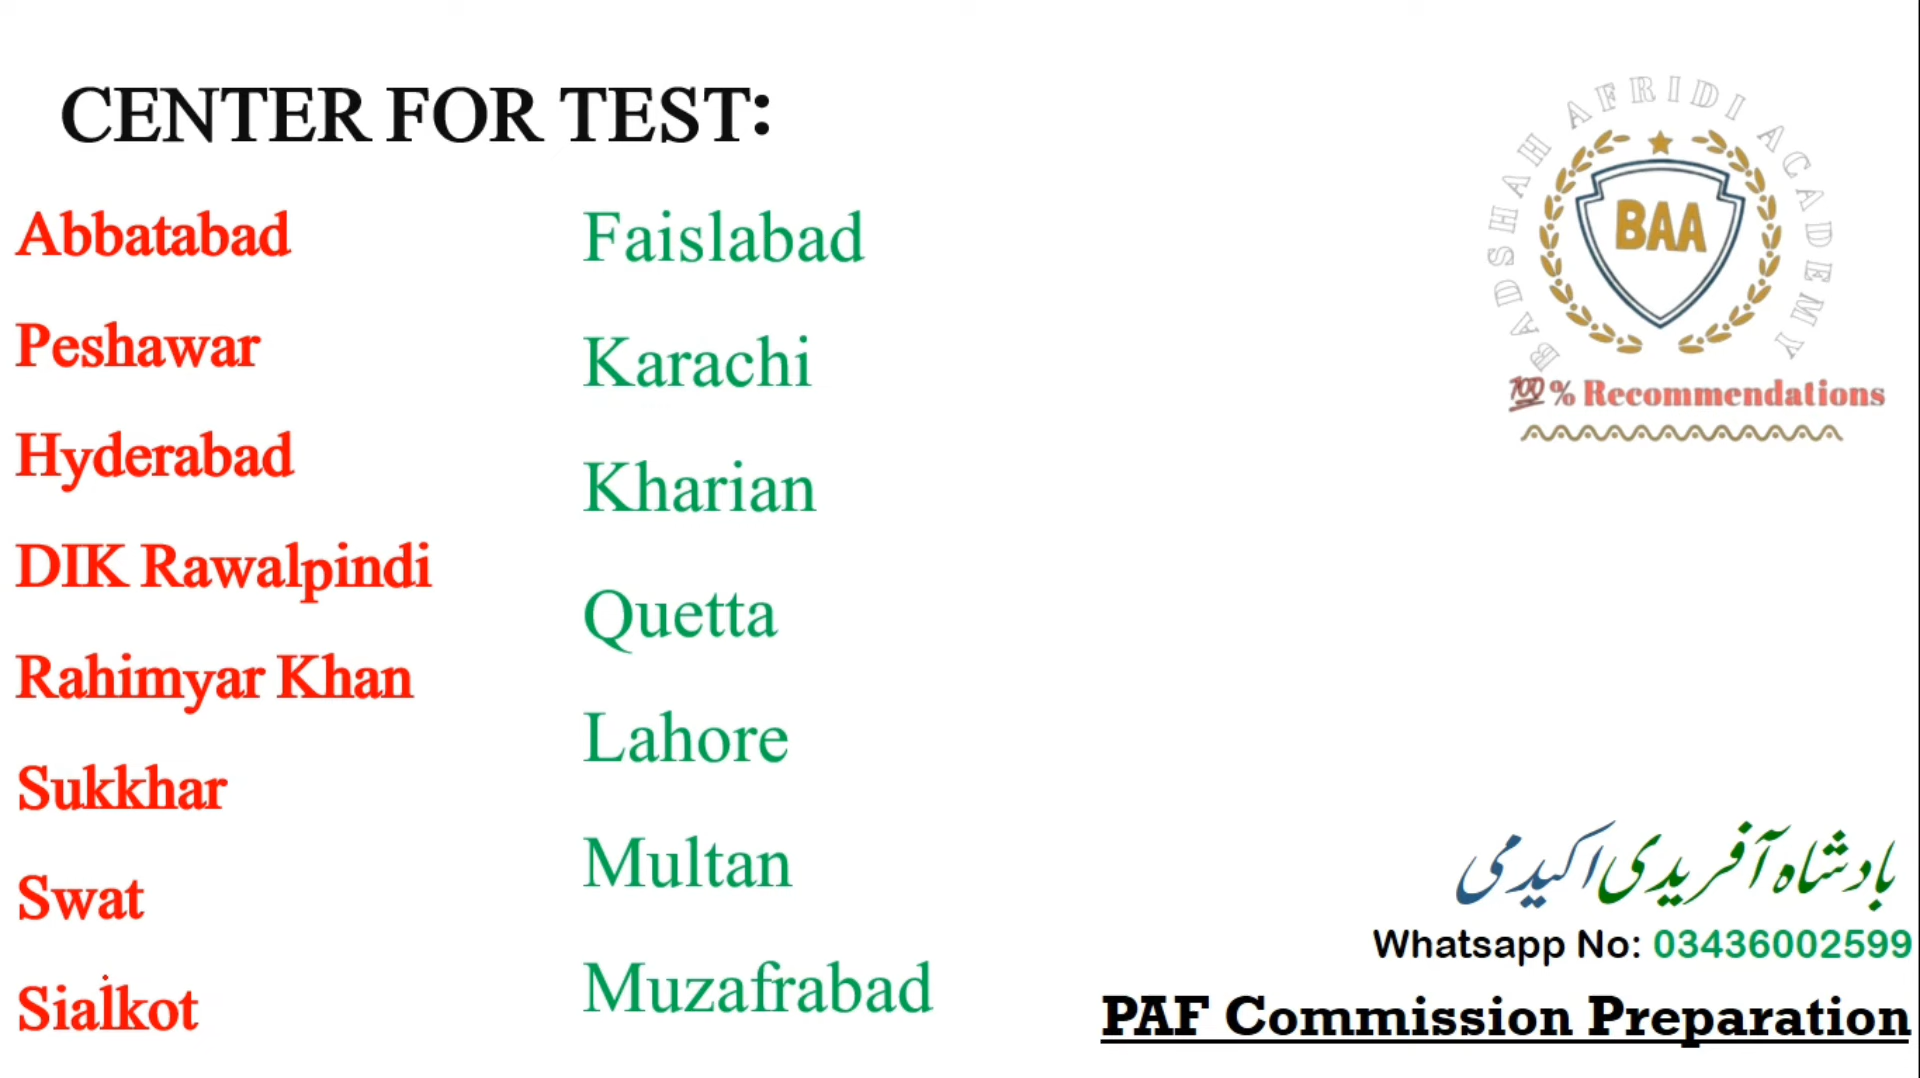 CENTER FOR TEST:
Abbatabad
Peshawar
Hyderabad
DIK Rawalpindi
Rahimyar Khan
Sukkhar
Swat
Sialkot
Faislabad
Karachi
Kharian
Quetta
Lahore
Multan
Muzafrabad
BADSHAH AFRIDI ACADEMY
BAA
💯% Recommendations
بادشاہ آفریدی اکیڈمی
Whatsapp No: 03436002599
PAF Commission Preparation